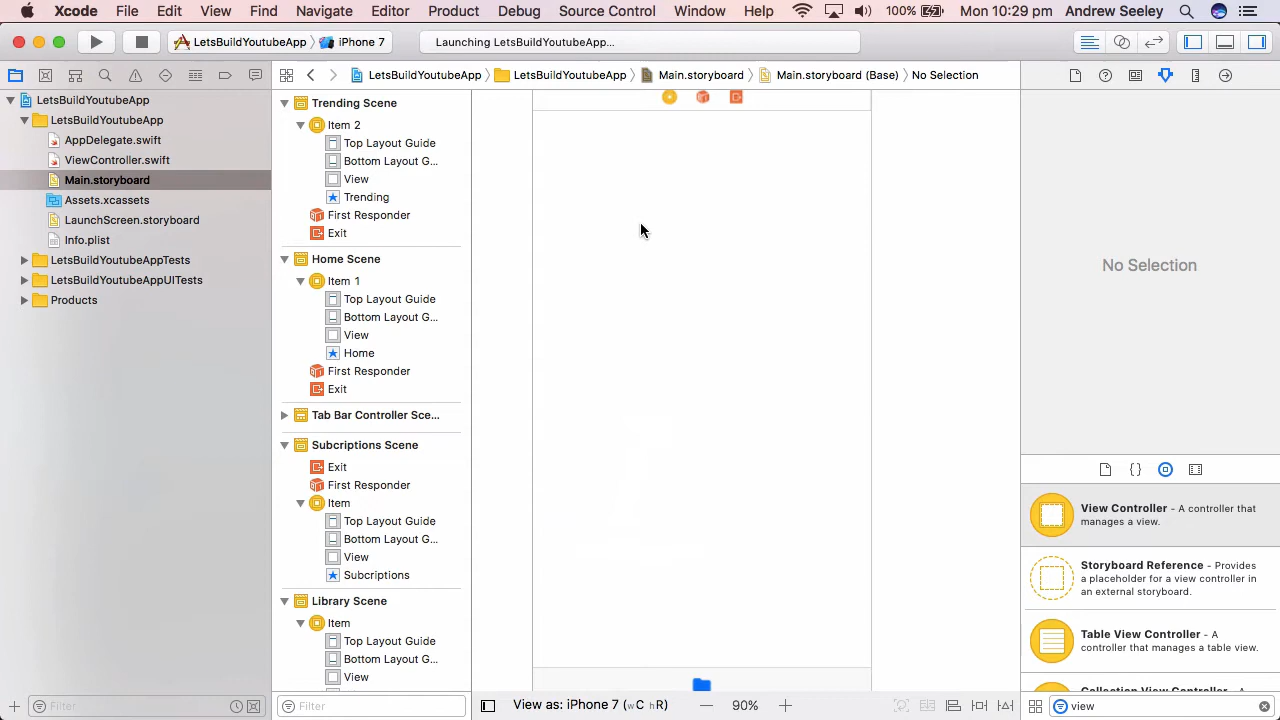 Xcode File Edit View Find Navigate Editor Product Debug Source Control Window Help 100% Mon 10:29 pm Andrew Seeley
LetsBuildYoutubeApp iPhone 7 Launching LetsBuildYoutubeApp...
LetsBuildYoutubeApp LetsBuildYoutubeApp Main.storyboard Main.storyboard (Base) No Selection
LetsBuildYoutubeApp
LetsBuildYoutubeApp
AppDelegate.swift
ViewController.swift
Main.storyboard
Assets.xcassets
LaunchScreen.storyboard
Info.plist
LetsBuildYoutubeAppTests
LetsBuildYoutubeAppUITests
Products
Filter
Trending Scene
Item 2
Top Layout Guide
Bottom Layout G...
View
Trending
First Responder
Exit
Home Scene
Item 1
Top Layout Guide
Bottom Layout G...
View
Home
First Responder
Exit
Tab Bar Controller Sce...
Subcriptions Scene
Exit
First Responder
Item
Top Layout Guide
Bottom Layout G...
View
Subcriptions
Library Scene
Item
Top Layout Guide
Bottom Layout G...
View
Filter
View as: iPhone 7 (wC hR) 90%
No Selection
View Controller - A controller that
manages a view.
Storyboard Reference - Provides
a placeholder for a view controller in
an external storyboard.
Table View Controller - A
controller that manages a table view.
Collection View Controller - A
view